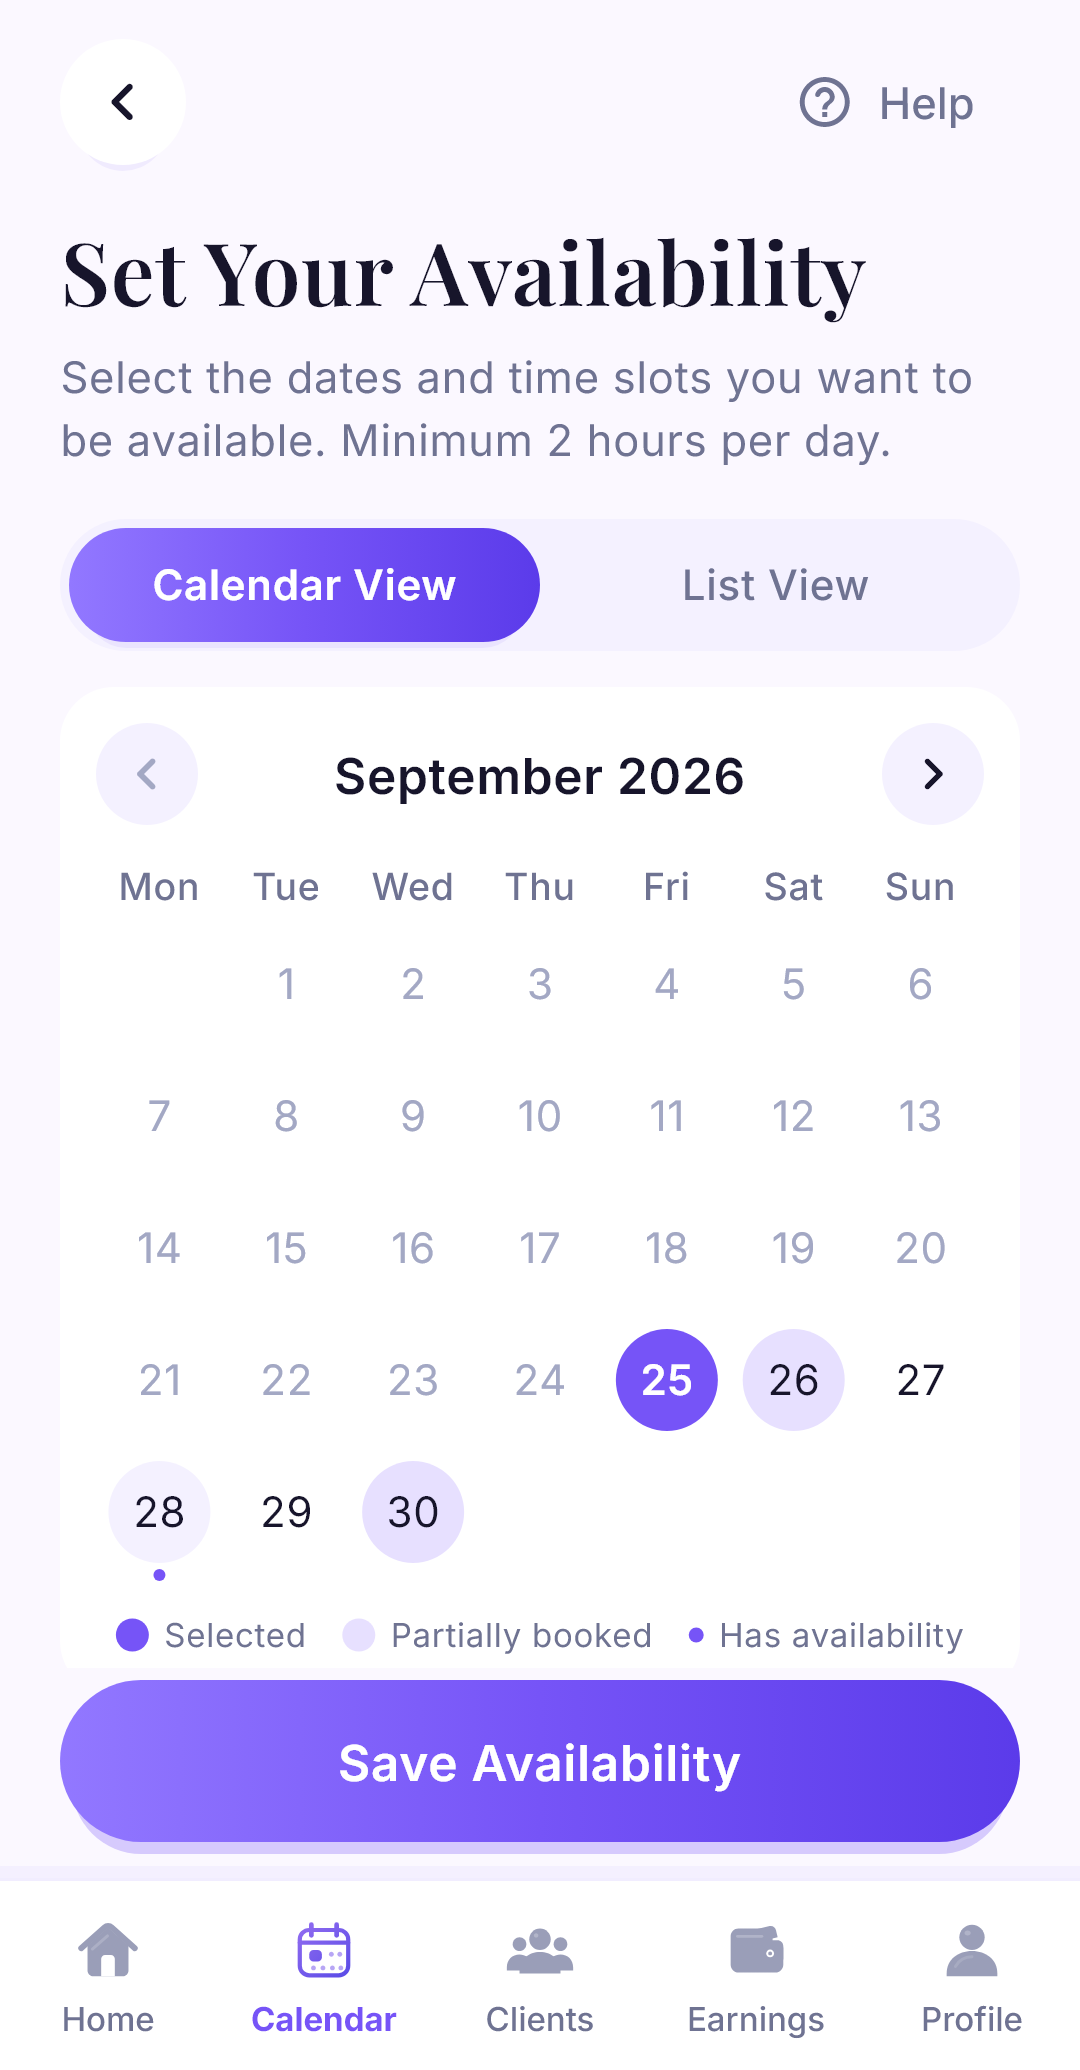 Help
Set Your Availability
Select the dates and time slots you want to
be available. Minimum 2 hours per day.
Calendar View List View
September 2026
Mon Tue Wed Thu Fri Sat Sun
1 2 3 4 5 6
7 8 9 10 11 12 13
14 15 16 17 18 19 20
21 22 23 24 25 26 27
28 29 30
Selected Partially booked Has availability
Save Availability
Home Calendar Clients Earnings Profile